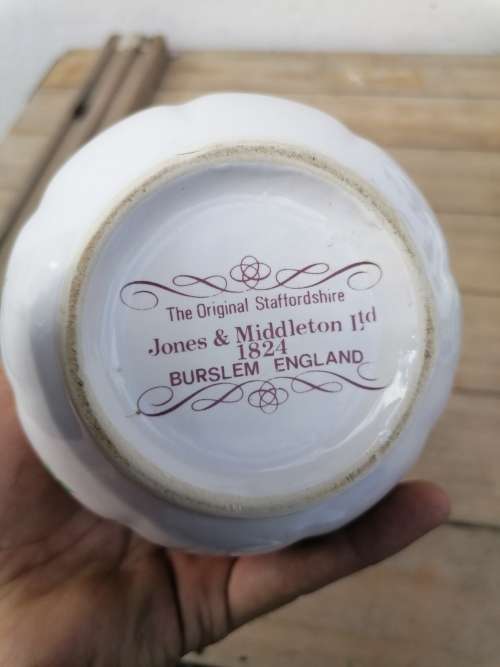 The Original Staffordshire
Jones & Middleton Ltd
1824
BURSLEM ENGLAND